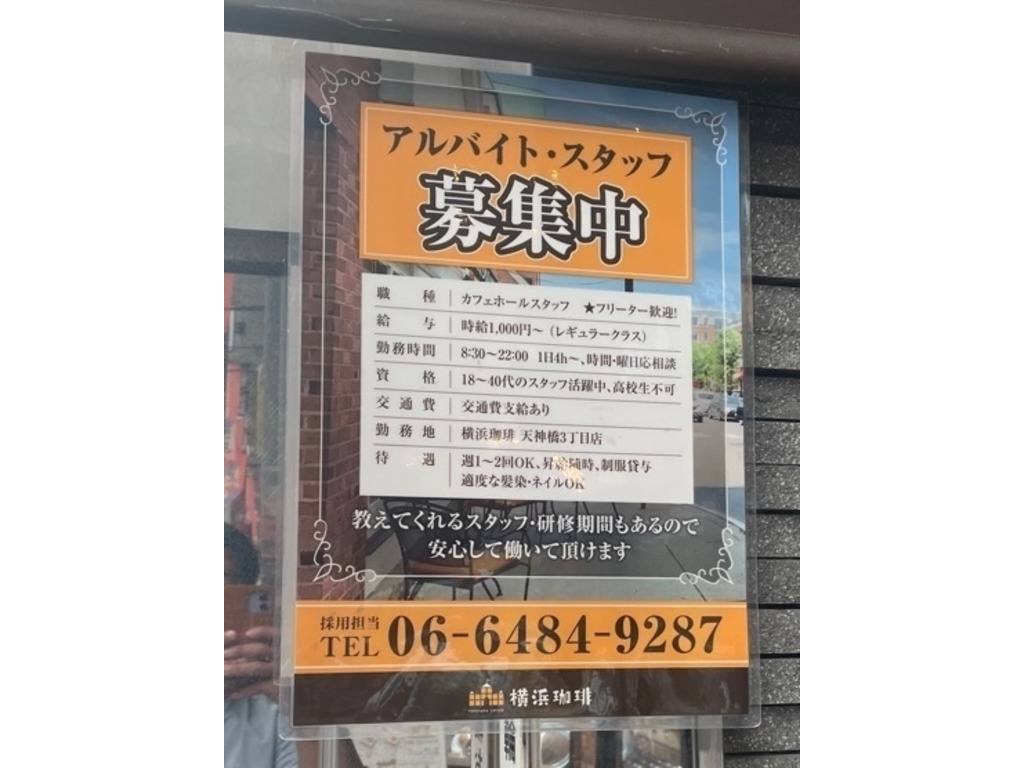 アルバイト・スタッフ
募集中
職種 カフェホールスタッフ ★フリーター歓迎!
給与 時給1,000円～（レギュラークラス）
勤務時間 8:30～22:00 1日4h～、時間・曜日応相談
資格 18～40代のスタッフ活躍中、高校生不可
交通費 交通費支給あり
勤務地 横浜珈琲 天神橋3丁目店
待遇 週1～2回OK、昇給随時、制服貸与
適度な髪染・ネイルOK
教えてくれるスタッフ・研修期間もあるので
安心して働いて頂けます
採用担当
TEL 06-6484-9287
横浜珈琲